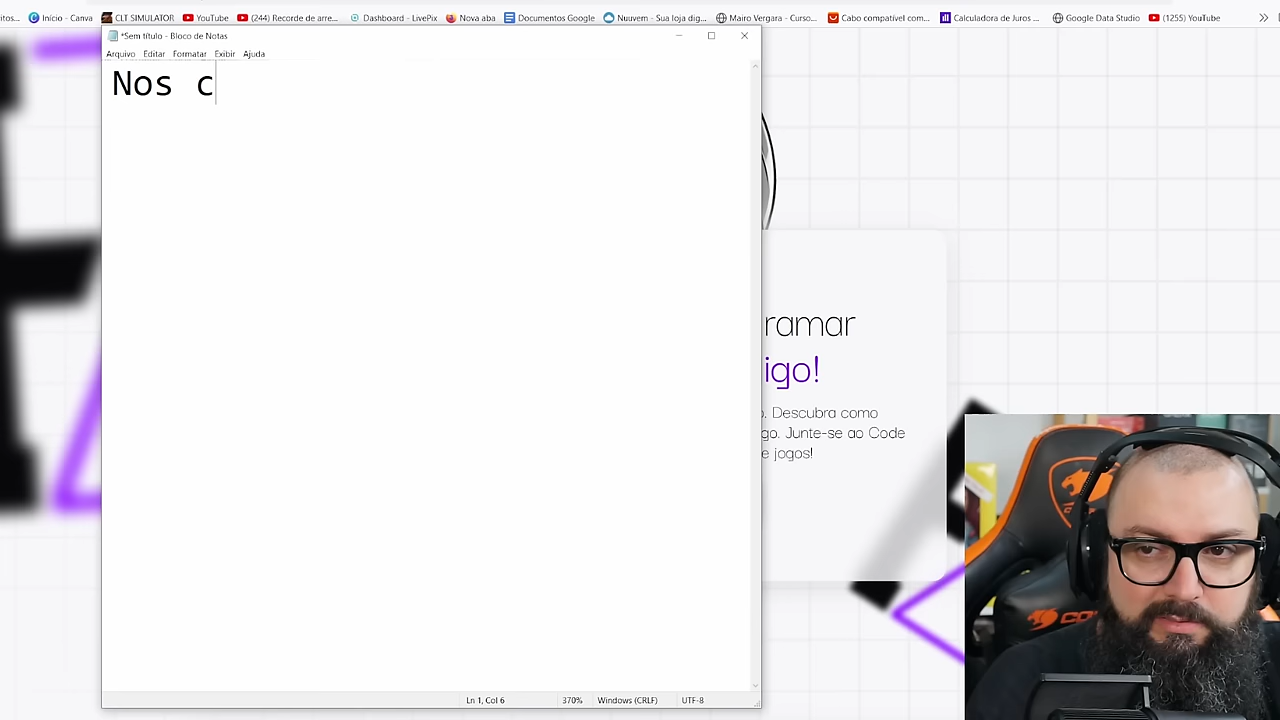 Início - Canva
CLT SIMULATOR
YouTube
(244) Recorde de arre...
Dashboard - LivePix
Nova aba
Documentos Google
Nuuvem - Sua loja dig...
Mairo Vergara - Curso...
Cabo compatível com...
Calculadora de Juros ...
Google Data Studio
(1255) YouTube
*Sem título - Bloco de Notas
Arquivo Editar Formatar Exibir Ajuda
Nos c
ramar
igo!
o. Descubra como
go. Junte-se ao Code
e jogos!
Ln 1, Col 6
370%
Windows (CRLF)
UTF-8